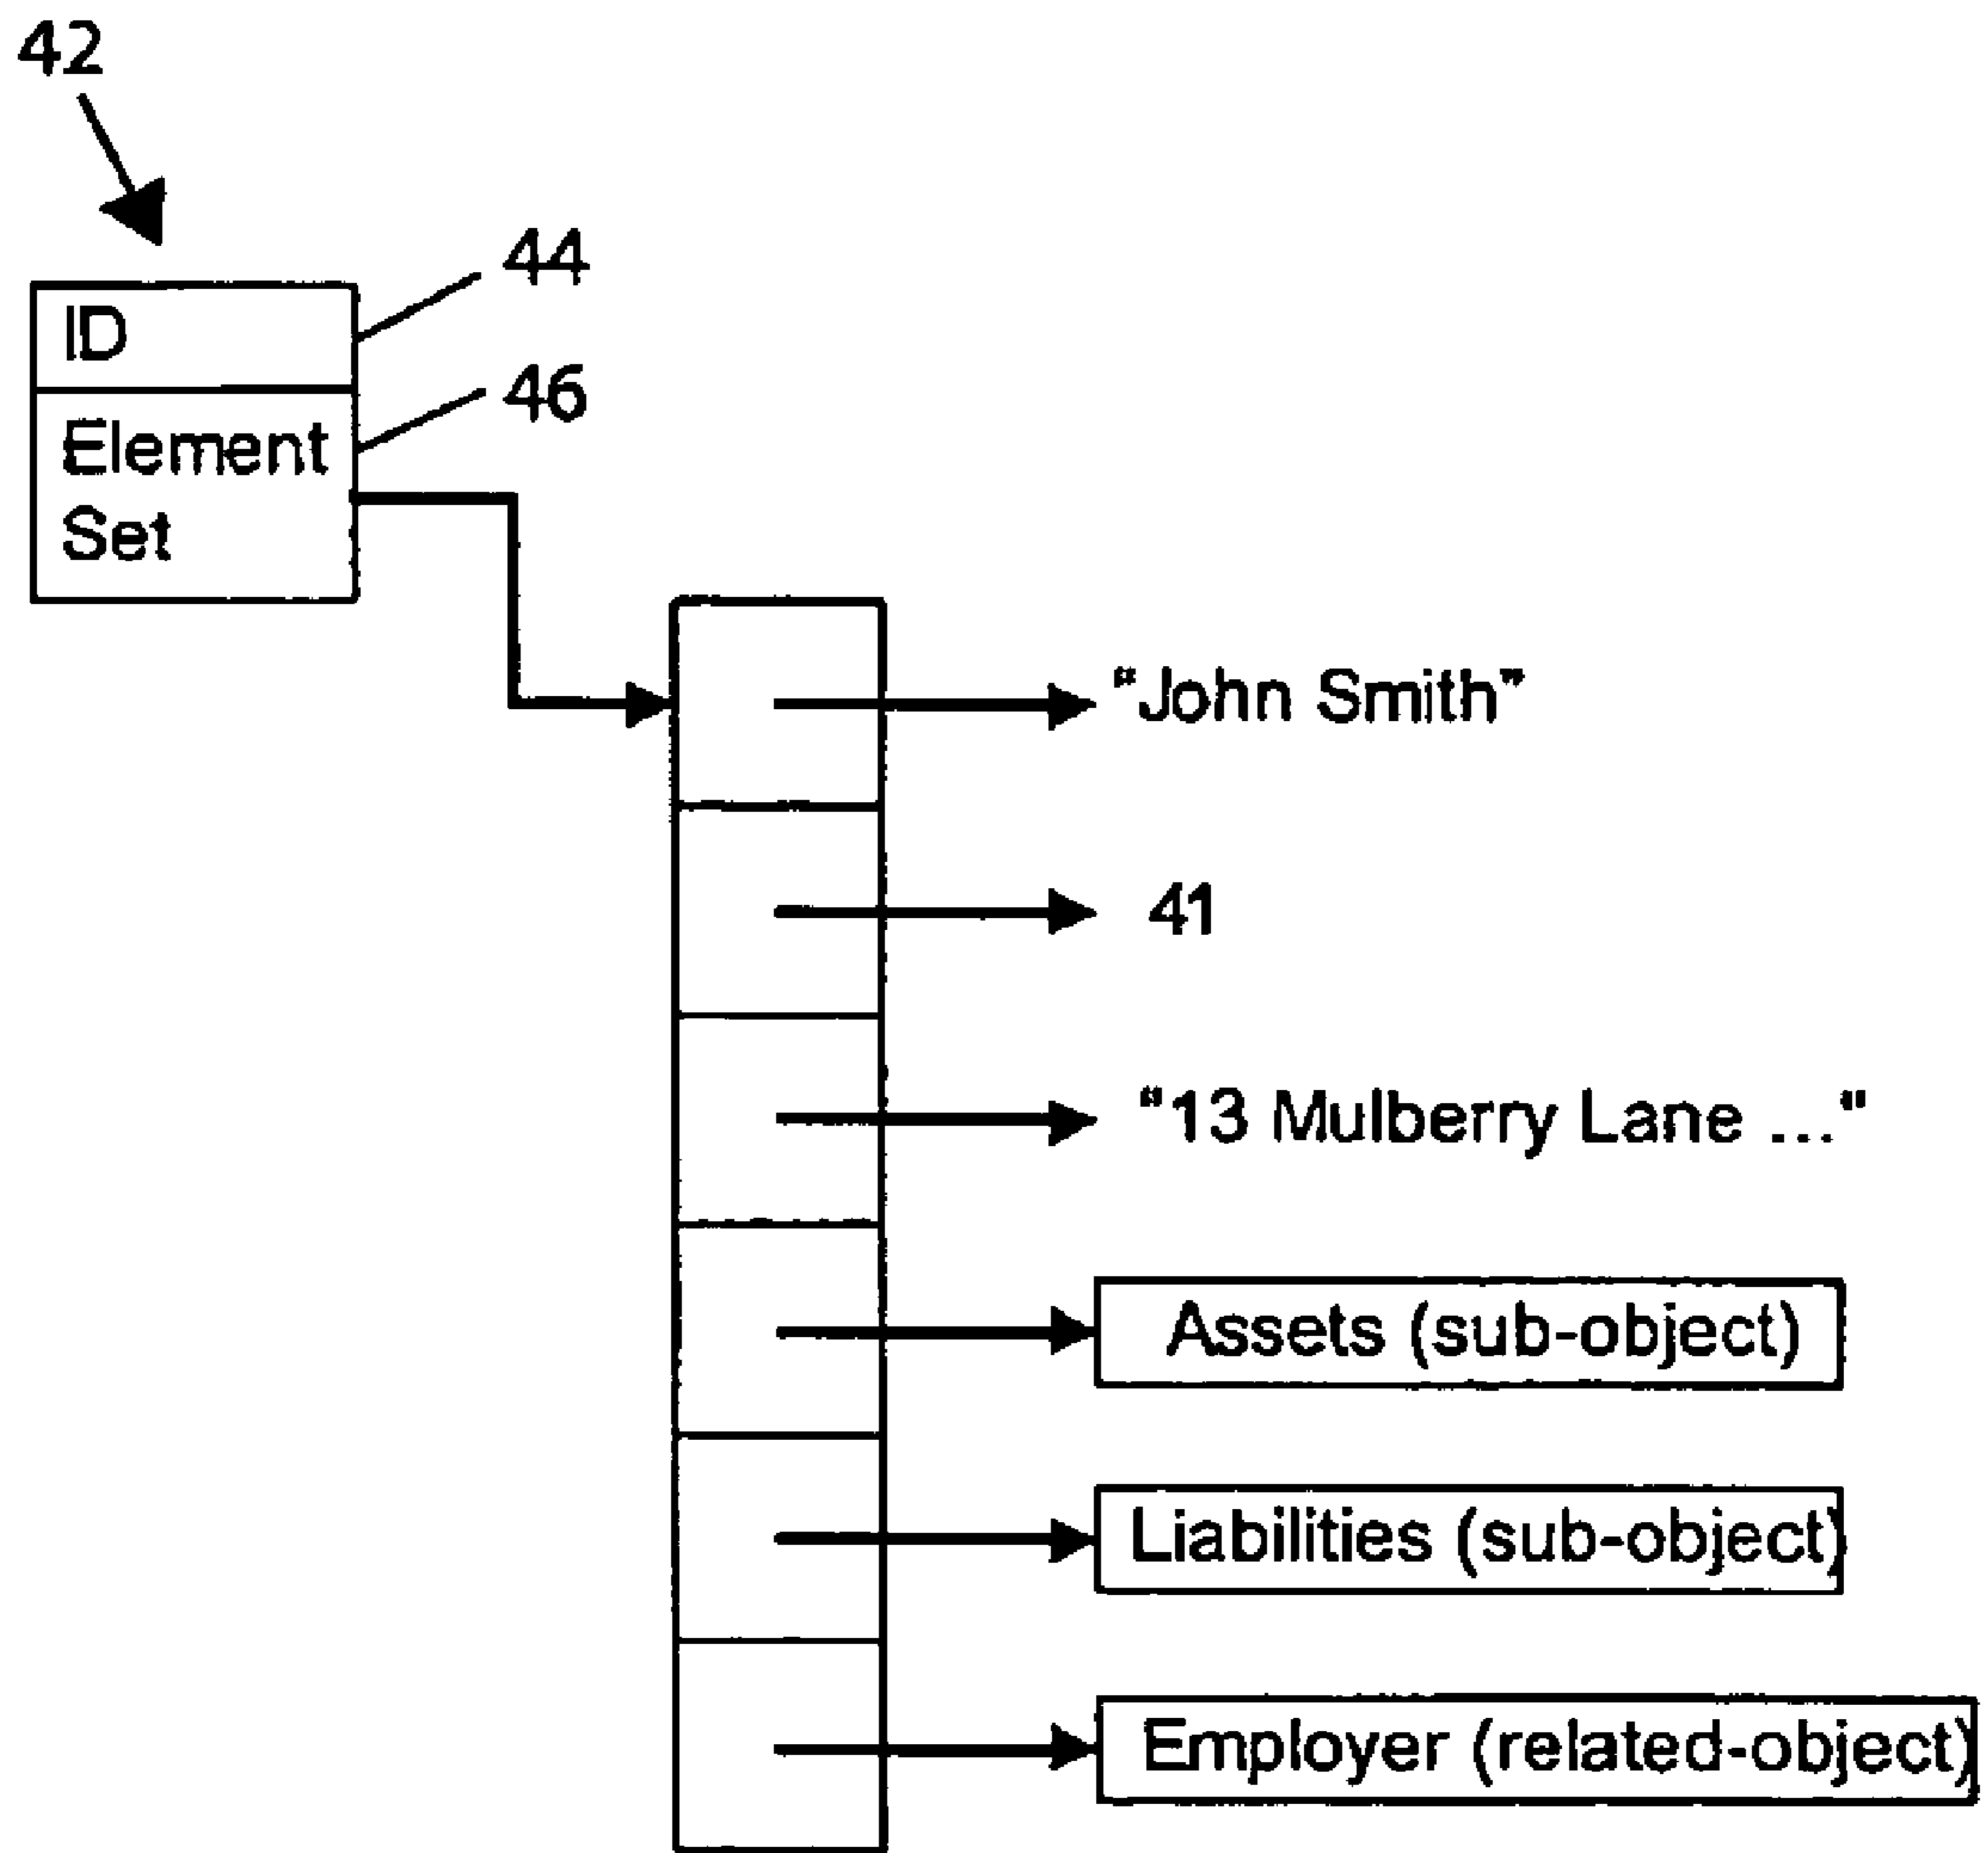 42
44
ID
46
Element
Set
“John Smith”
41
“13 Mulberry Lane ...“
Assets (sub-object)
Liabilities (sub-object)
Employer (related-object)